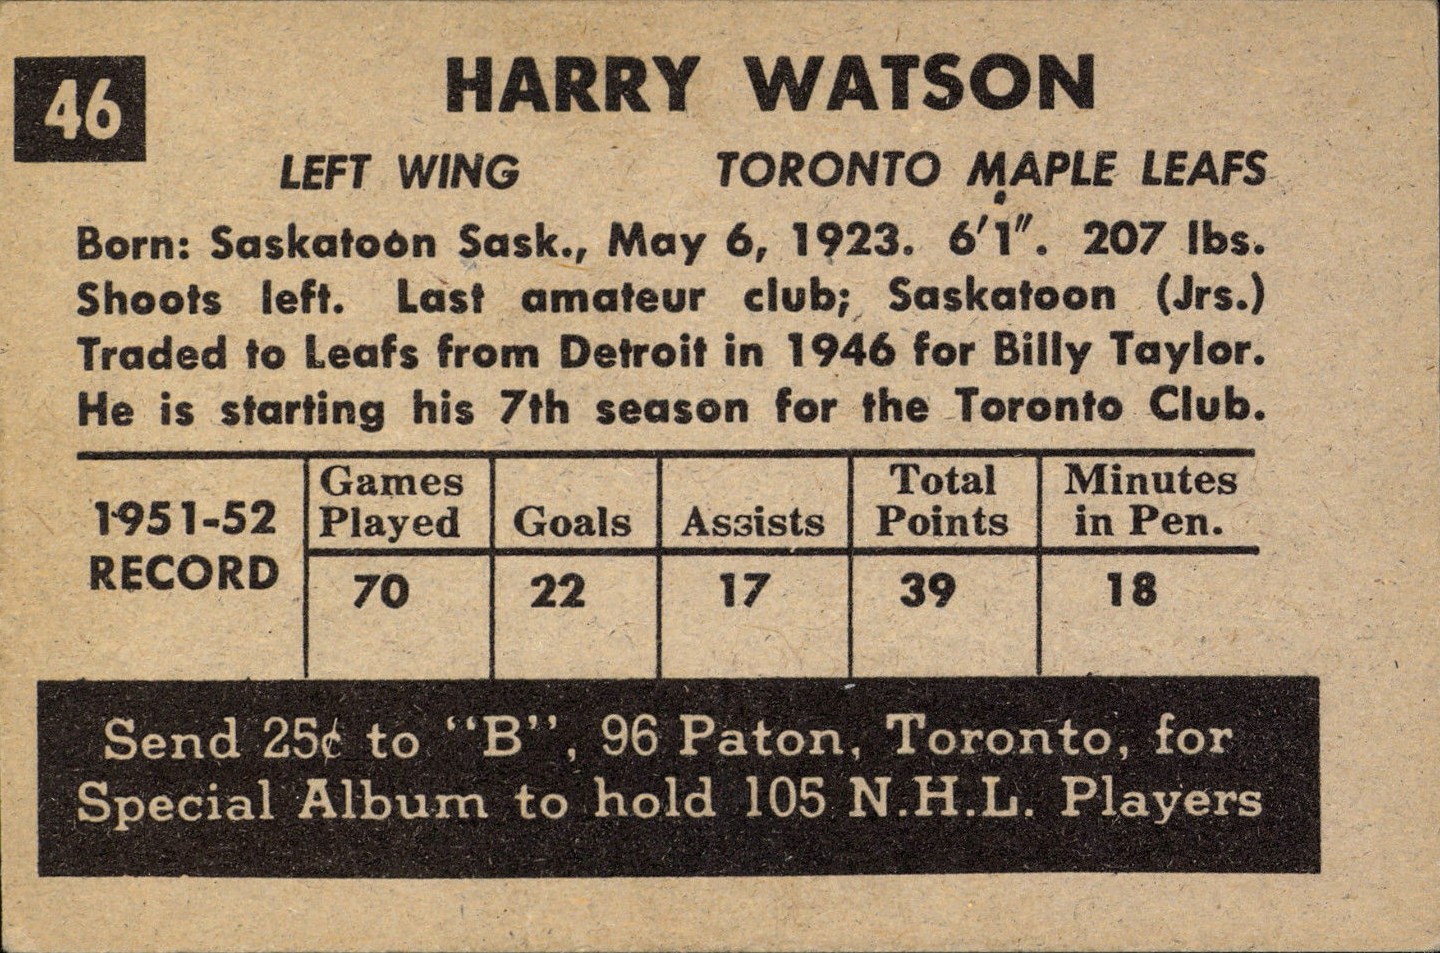 46
HARRY WATSON
LEFT WING TORONTO MAPLE LEAFS
Born: Saskatoon Sask., May 6, 1923. 6'1". 207 lbs.
Shoots left. Last amateur club; Saskatoon (Jrs.)
Traded to Leafs from Detroit in 1946 for Billy Taylor.
He is starting his 7th season for the Toronto Club.
1951-52 RECORD
Games Played
Goals
Assists
Total Points
Minutes in Pen.
70 22 17 39 18
Send 25¢ to "B", 96 Paton, Toronto, for
Special Album to hold 105 N.H.L. Players